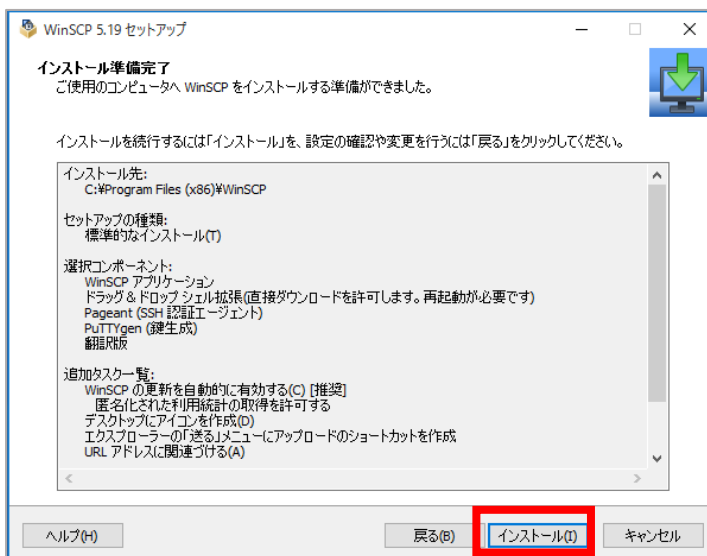 WinSCP 5.19 セットアップ
インストール準備完了
ご使用のコンピュータへ WinSCP をインストールする準備ができました。
インストールを続行するには「インストール」を、設定の確認や変更を行うには「戻る」をクリックしてください。
インストール先:
C:¥Program Files (x86)¥WinSCP
セットアップの種類:
標準的なインストール(T)
選択コンポーネント:
WinSCP アプリケーション
ドラッグ & ドロップ シェル拡張(直接ダウンロードを許可します。再起動が必要です)
Pageant (SSH 認証エージェント)
PuTTYgen (鍵生成)
翻訳版
追加タスク一覧:
WinSCP の更新を自動的に有効する(C) [推奨]
匿名化された利用統計の取得を許可する
デスクトップにアイコンを作成(D)
エクスプローラーの「送る」メニューにアップロードのショートカットを作成
URL アドレスに関連づける(A)
ヘルプ(H) 戻る(B) インストール(I) キャンセル